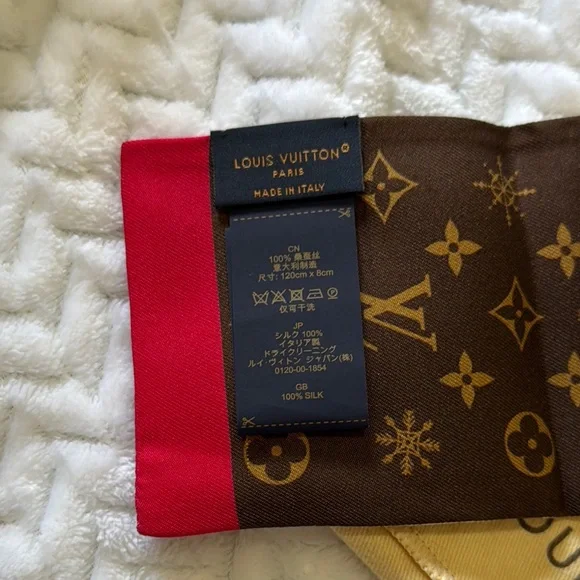 LOUIS VUITTON
PARIS
MADE IN ITALY
CN
100% 桑蚕丝
意大利制造
尺寸: 120cm x 8cm
仅可干洗
JP
シルク 100%
イタリア製
ドライクリーニング
ルイ・ヴィトン ジャパン(株)
0120-00-1854
GB
100% SILK
LV
OU